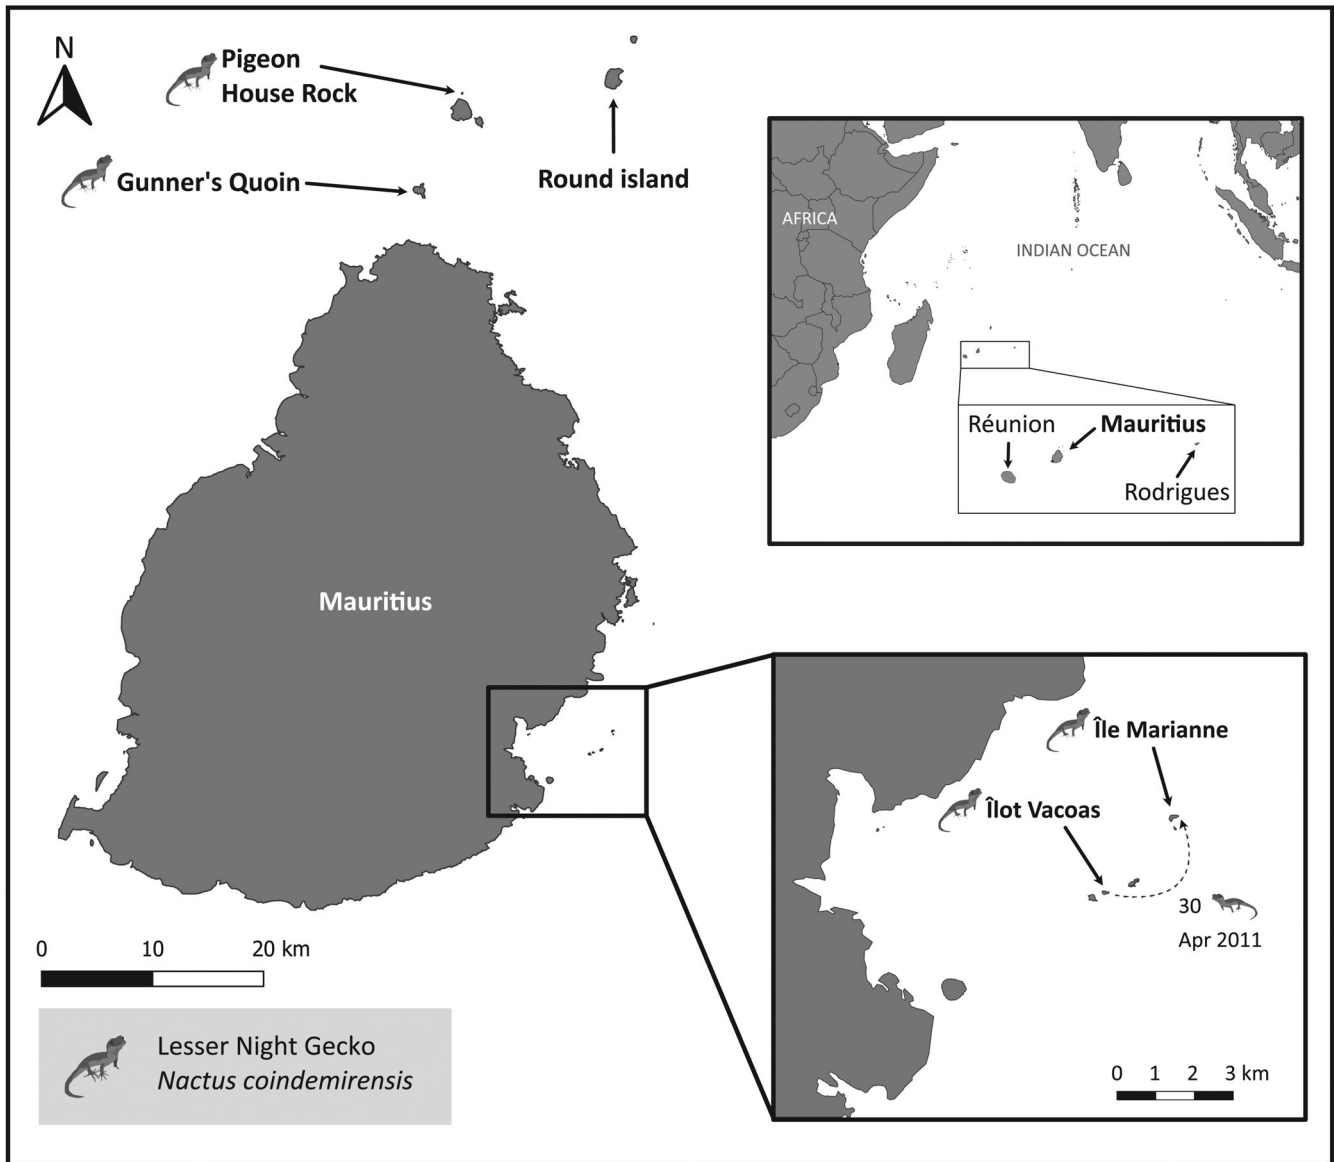 N
Pigeon
House Rock
Gunner's Quoin
Round island
AFRICA
INDIAN OCEAN
Réunion
Mauritius
Rodrigues
Mauritius
Île Marianne
Îlot Vacoas
30
Apr 2011
0 10 20 km
0 1 2 3 km
Lesser Night Gecko
Nactus coindemirensis